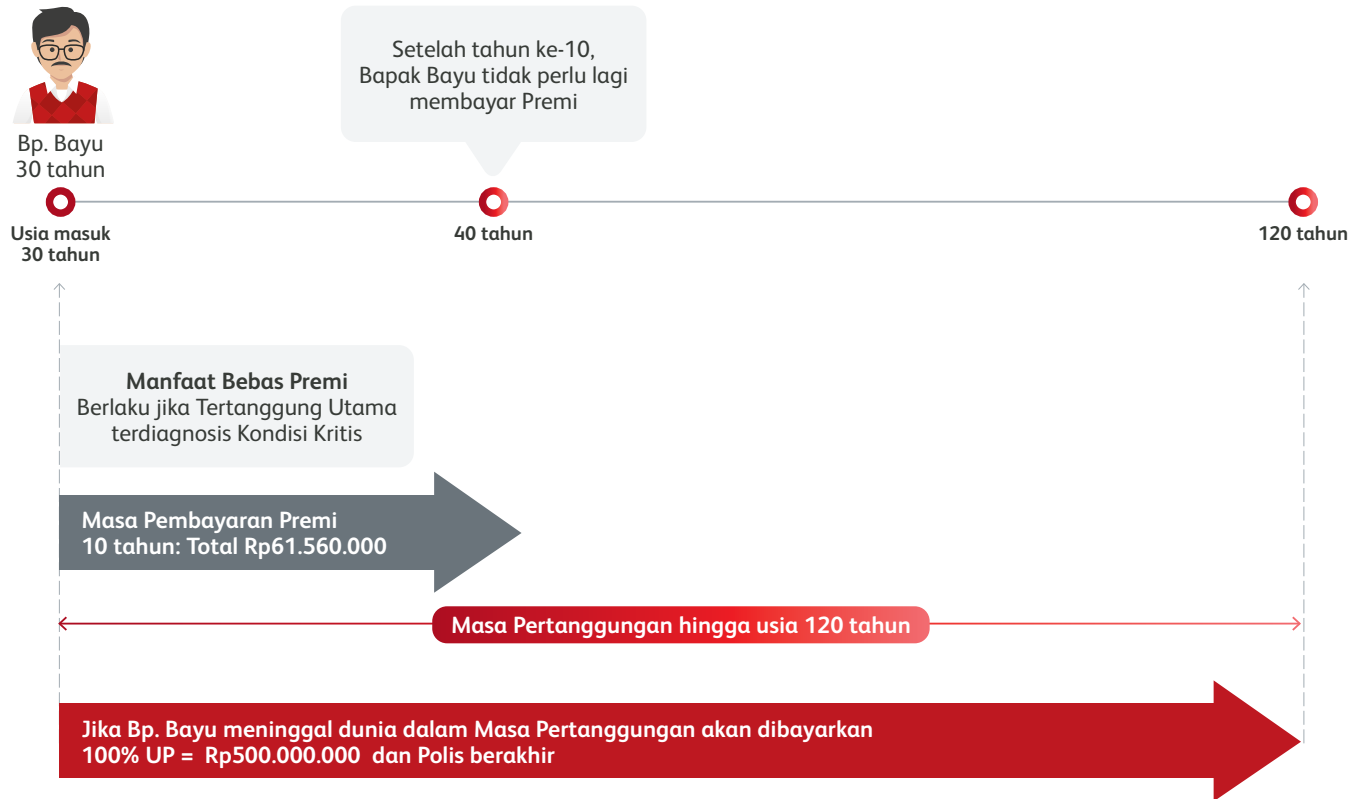 Setelah tahun ke-10,
Bapak Bayu tidak perlu lagi
membayar Premi
Bp. Bayu
30 tahun
Usia masuk
30 tahun
40 tahun
120 tahun
Manfaat Bebas Premi
Berlaku jika Tertanggung Utama
terdiagnosis Kondisi Kritis
Masa Pembayaran Premi
10 tahun: Total Rp61.560.000
Masa Pertanggungan hingga usia 120 tahun
Jika Bp. Bayu meninggal dunia dalam Masa Pertanggungan akan dibayarkan
100% UP = Rp500.000.000 dan Polis berakhir